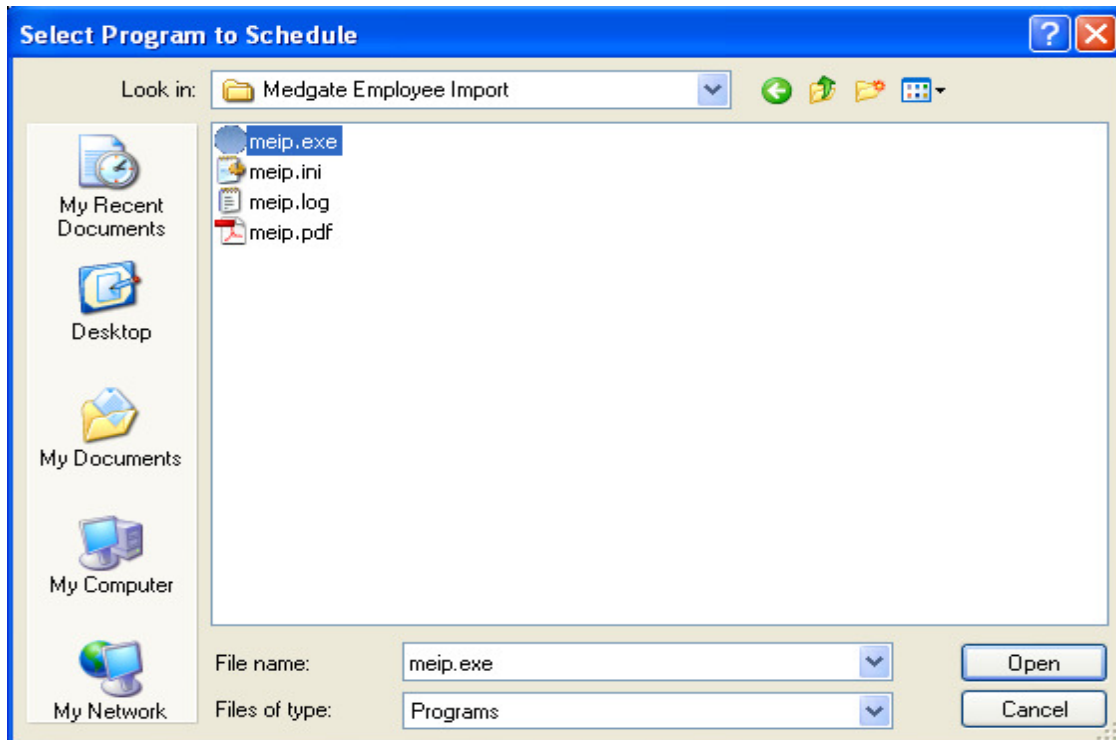 Select Program to Schedule
Look in: Medgate Employee Import
meip.exe
meip.ini
meip.log
meip.pdf
My Recent
Documents
Desktop
My Documents
My Computer
My Network
File name: meip.exe Open
Files of type: Programs Cancel